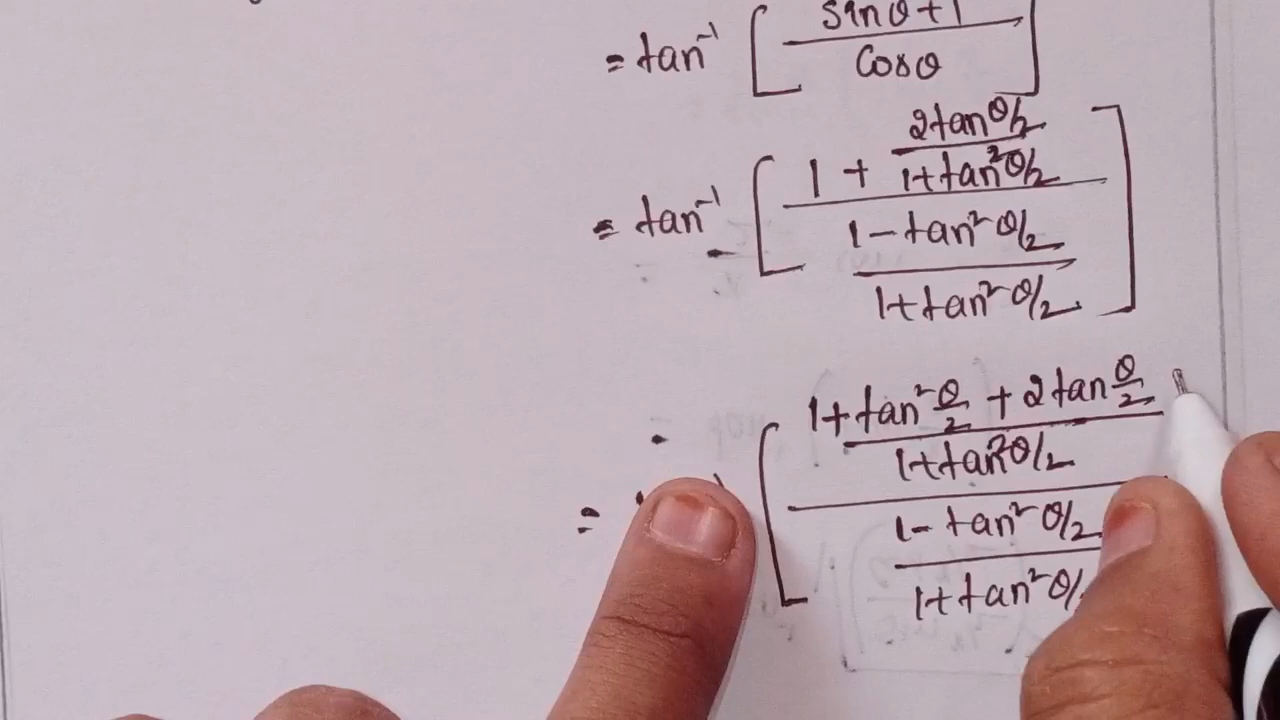 sinθ+1
= tan⁻¹ [ ――― ]
cosθ
2tanθ/2
1 + ―――
1+tan²θ/2
= tan⁻¹ [ ――― ]
1-tan²θ/2
―――
1+tan²θ/2
1+tan²θ/2 + 2tanθ/2
―――
1+tan²θ/2
= [ ―――
1-tan²θ/2
―――
1+tan²θ/